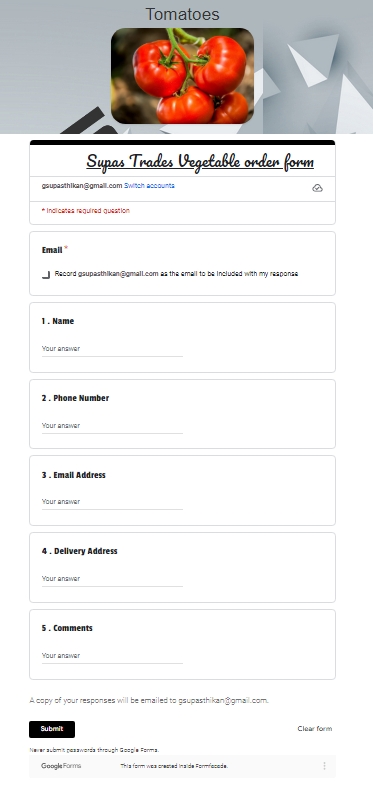 Tomatoes
Supas Trades Vegetable order form
gsupasthikan@gmail.com Switch accounts
* Indicates required question
Email *
Record gsupasthikan@gmail.com as the email to be included with my response
1 . Name
Your answer
2 . Phone Number
Your answer
3 . Email Address
Your answer
4 . Delivery Address
Your answer
5 . Comments
Your answer
A copy of your responses will be emailed to gsupasthikan@gmail.com.
Submit Clear form
Never submit passwords through Google Forms.
Google Forms This form was created inside Formfacade.